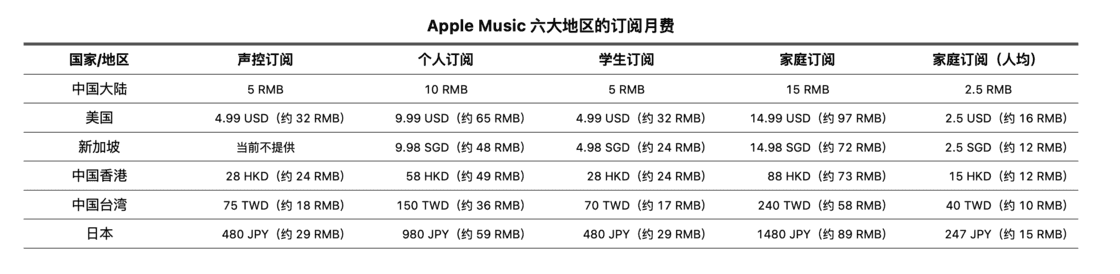 Apple Music 六大地区的订阅月费
国家/地区 声控订阅 个人订阅 学生订阅 家庭订阅 家庭订阅（人均）
中国大陆 5 RMB 10 RMB 5 RMB 15 RMB 2.5 RMB
美国 4.99 USD（约 32 RMB） 9.99 USD（约 65 RMB） 4.99 USD（约 32 RMB） 14.99 USD（约 97 RMB） 2.5 USD（约 16 RMB）
新加坡 当前不提供 9.98 SGD（约 48 RMB） 4.98 SGD（约 24 RMB） 14.98 SGD（约 72 RMB） 2.5 SGD（约 12 RMB）
中国香港 28 HKD（约 24 RMB） 58 HKD（约 49 RMB） 28 HKD（约 24 RMB） 88 HKD（约 73 RMB） 15 HKD（约 12 RMB）
中国台湾 75 TWD（约 18 RMB） 150 TWD（约 36 RMB） 70 TWD（约 17 RMB） 240 TWD（约 58 RMB） 40 TWD（约 10 RMB）
日本 480 JPY（约 29 RMB） 980 JPY（约 59 RMB） 480 JPY（约 29 RMB） 1480 JPY（约 89 RMB） 247 JPY（约 15 RMB）